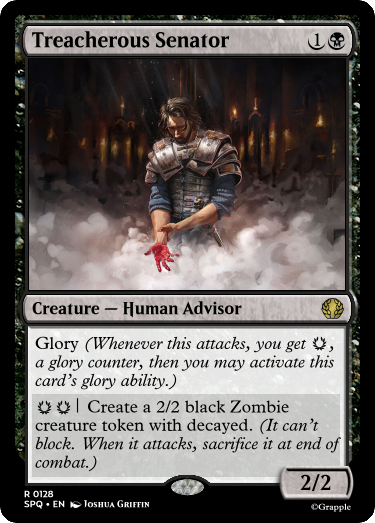 Treacherous Senator 1
Creature — Human Advisor
Glory (Whenever this attacks, you get ,
a glory counter, then you may activate this
card's glory ability.)
| Create a 2/2 black Zombie
creature token with decayed. (It can't
block. When it attacks, sacrifice it at end of
combat.)
2/2
R 0128
SPQ • EN Joshua Griffin
©Grapple